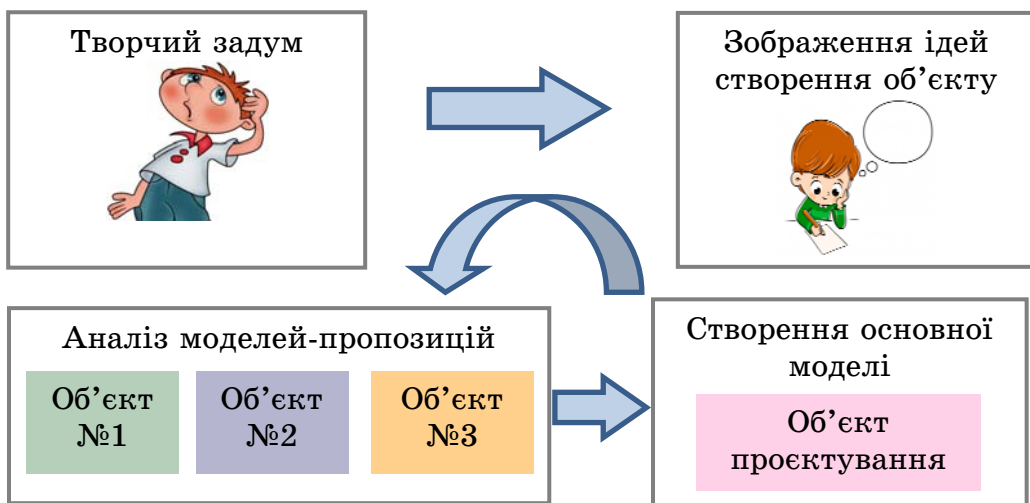 Творчий задум
Зображення ідей
створення об’єкту
Аналіз моделей-пропозицій
Об’єкт
№1
Об’єкт
№2
Об’єкт
№3
Створення основної
моделі
Об’єкт
проєктування